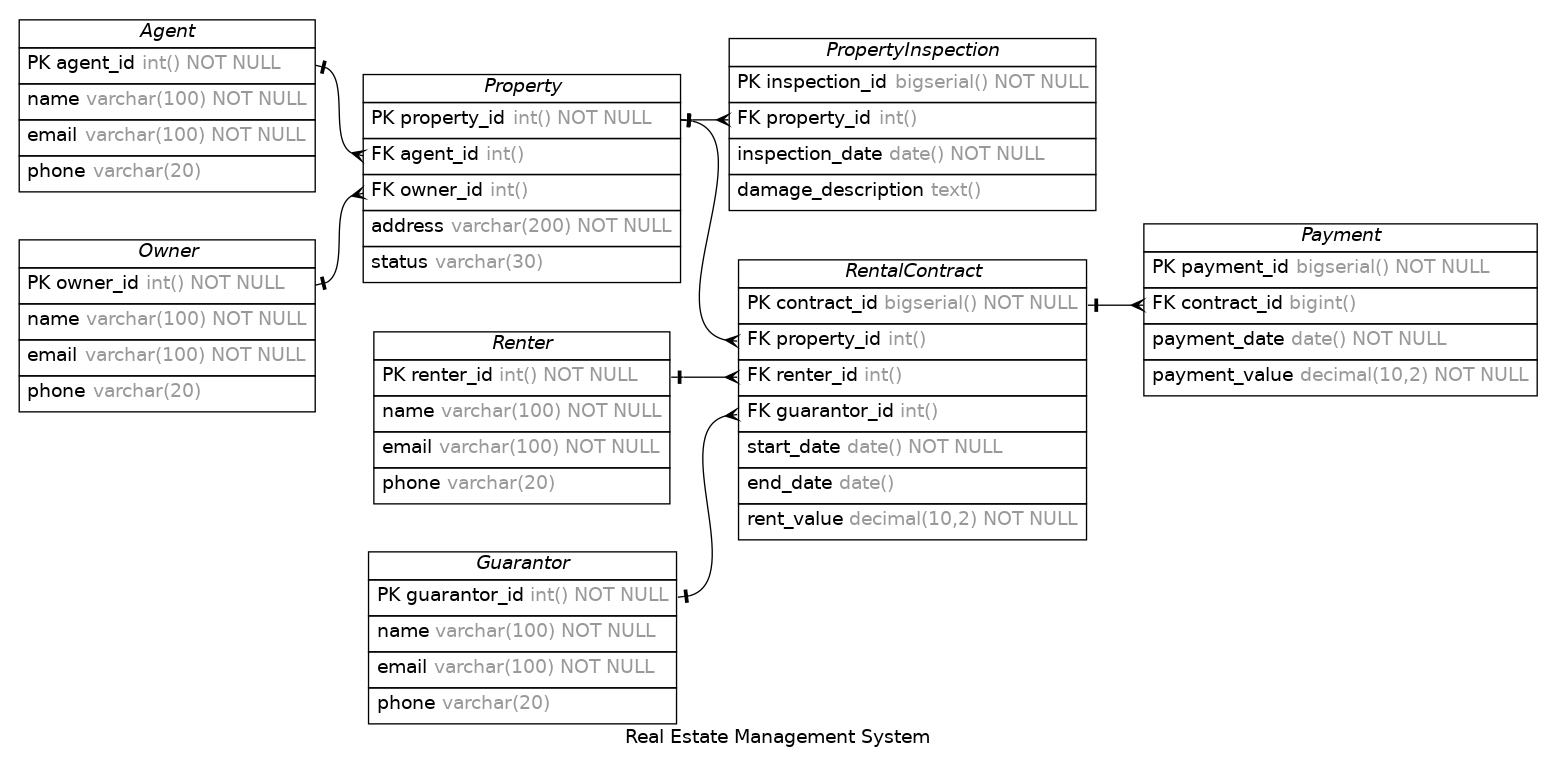 Agent
PK agent_id int() NOT NULL
name varchar(100) NOT NULL
email varchar(100) NOT NULL
phone varchar(20)
Owner
PK owner_id int() NOT NULL
name varchar(100) NOT NULL
email varchar(100) NOT NULL
phone varchar(20)
Property
PK property_id int() NOT NULL
FK agent_id int()
FK owner_id int()
address varchar(200) NOT NULL
status varchar(30)
Renter
PK renter_id int() NOT NULL
name varchar(100) NOT NULL
email varchar(100) NOT NULL
phone varchar(20)
Guarantor
PK guarantor_id int() NOT NULL
name varchar(100) NOT NULL
email varchar(100) NOT NULL
phone varchar(20)
PropertyInspection
PK inspection_id bigserial() NOT NULL
FK property_id int()
inspection_date date() NOT NULL
damage_description text()
RentalContract
PK contract_id bigserial() NOT NULL
FK property_id int()
FK renter_id int()
FK guarantor_id int()
start_date date() NOT NULL
end_date date()
rent_value decimal(10,2) NOT NULL
Payment
PK payment_id bigserial() NOT NULL
FK contract_id bigint()
payment_date date() NOT NULL
payment_value decimal(10,2) NOT NULL
Real Estate Management System